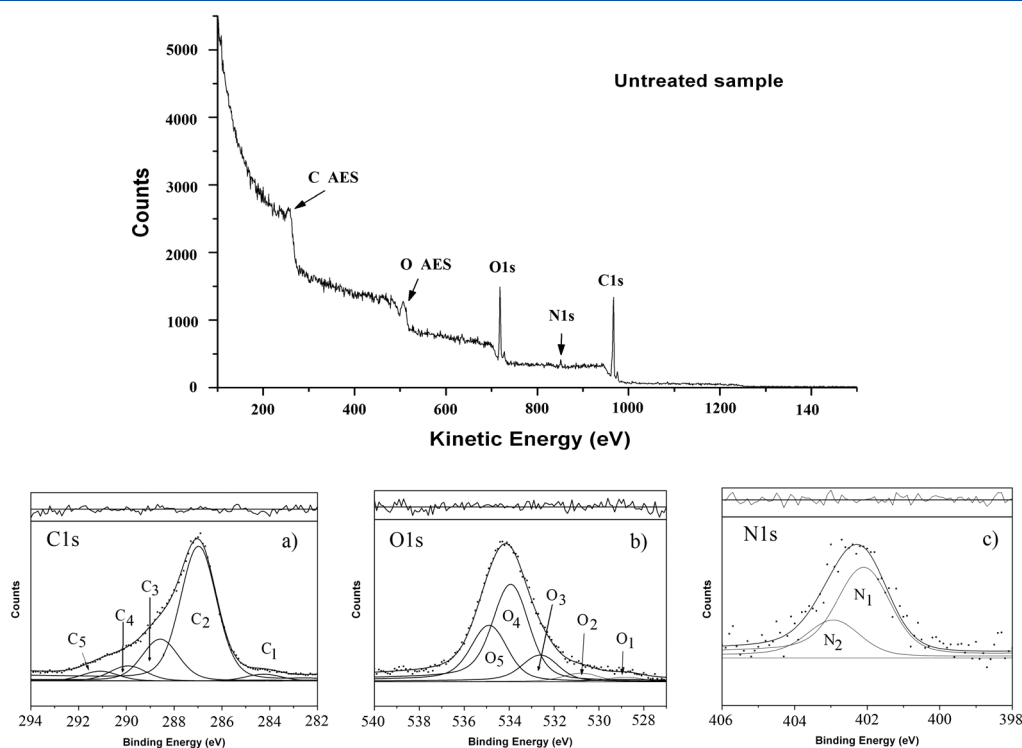 Untreated sample
5000
4000
3000
2000
1000
0
Counts
C AES
O AES
O1s
N1s
C1s
200 400 600 800 1000 1200 140
Kinetic Energy (eV)
C1s
a)
Counts
C5
C4
C3
C2
C1
294 292 290 288 286 284 282
Binding Energy (eV)
O1s
b)
Counts
O5
O4
O3
O2
O1
540 538 536 534 532 530 528
Binding Energy (eV)
N1s
c)
Counts
N1
N2
406 404 402 400 398
Binding Energy (eV)